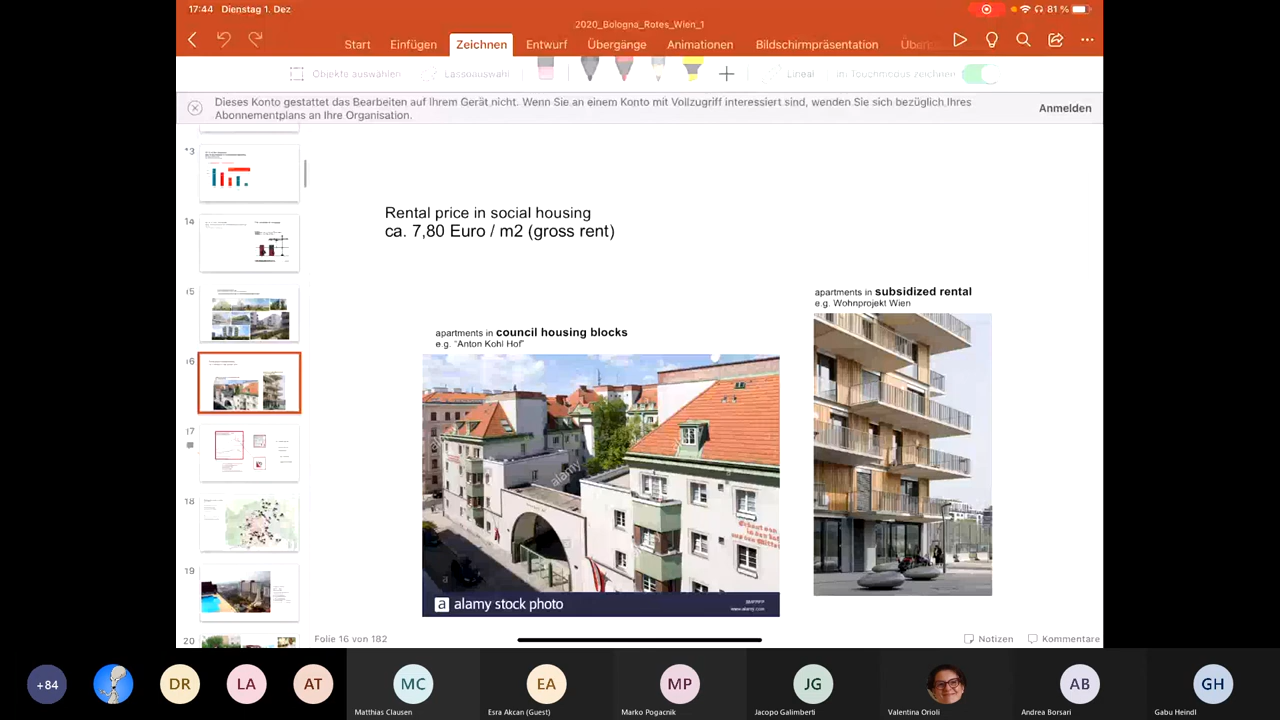 17:44 Dienstag 1. Dez
81 %
2020_Bologna_Rotes_Wien_1
Start Einfügen Zeichnen Entwurf Übergänge Animationen Bildschirmpräsentation
Objekte auswählen Lassoauswahl Lineal Im Touchmodus zeichnen
Dieses Konto gestattet das Bearbeiten auf Ihrem Gerät nicht. Wenn Sie an einem Konto mit Vollzugriff interessiert sind, wenden Sie sich bezüglich Ihres
Abonnementplans an Ihre Organisation.
Anmelden
14
16
17
18
19
20
Rental price in social housing
ca. 7,80 Euro / m2 (gross rent)
apartments in subsidized rental
e.g. Wohnprojekt Wien
apartments in council housing blocks
e.g. "Anton Kohl Hof"
alamy
a alamy stock photo
www.alamy.com
Folie 16 von 182
Notizen Kommentare
+84 DR LA AT MC EA MP JG AB GH
Matthias Clausen Esra Akcan (Guest) Marko Pogacnik Jacopo Galimberti Valentina Orioli Andrea Borsari Gabu Heindl